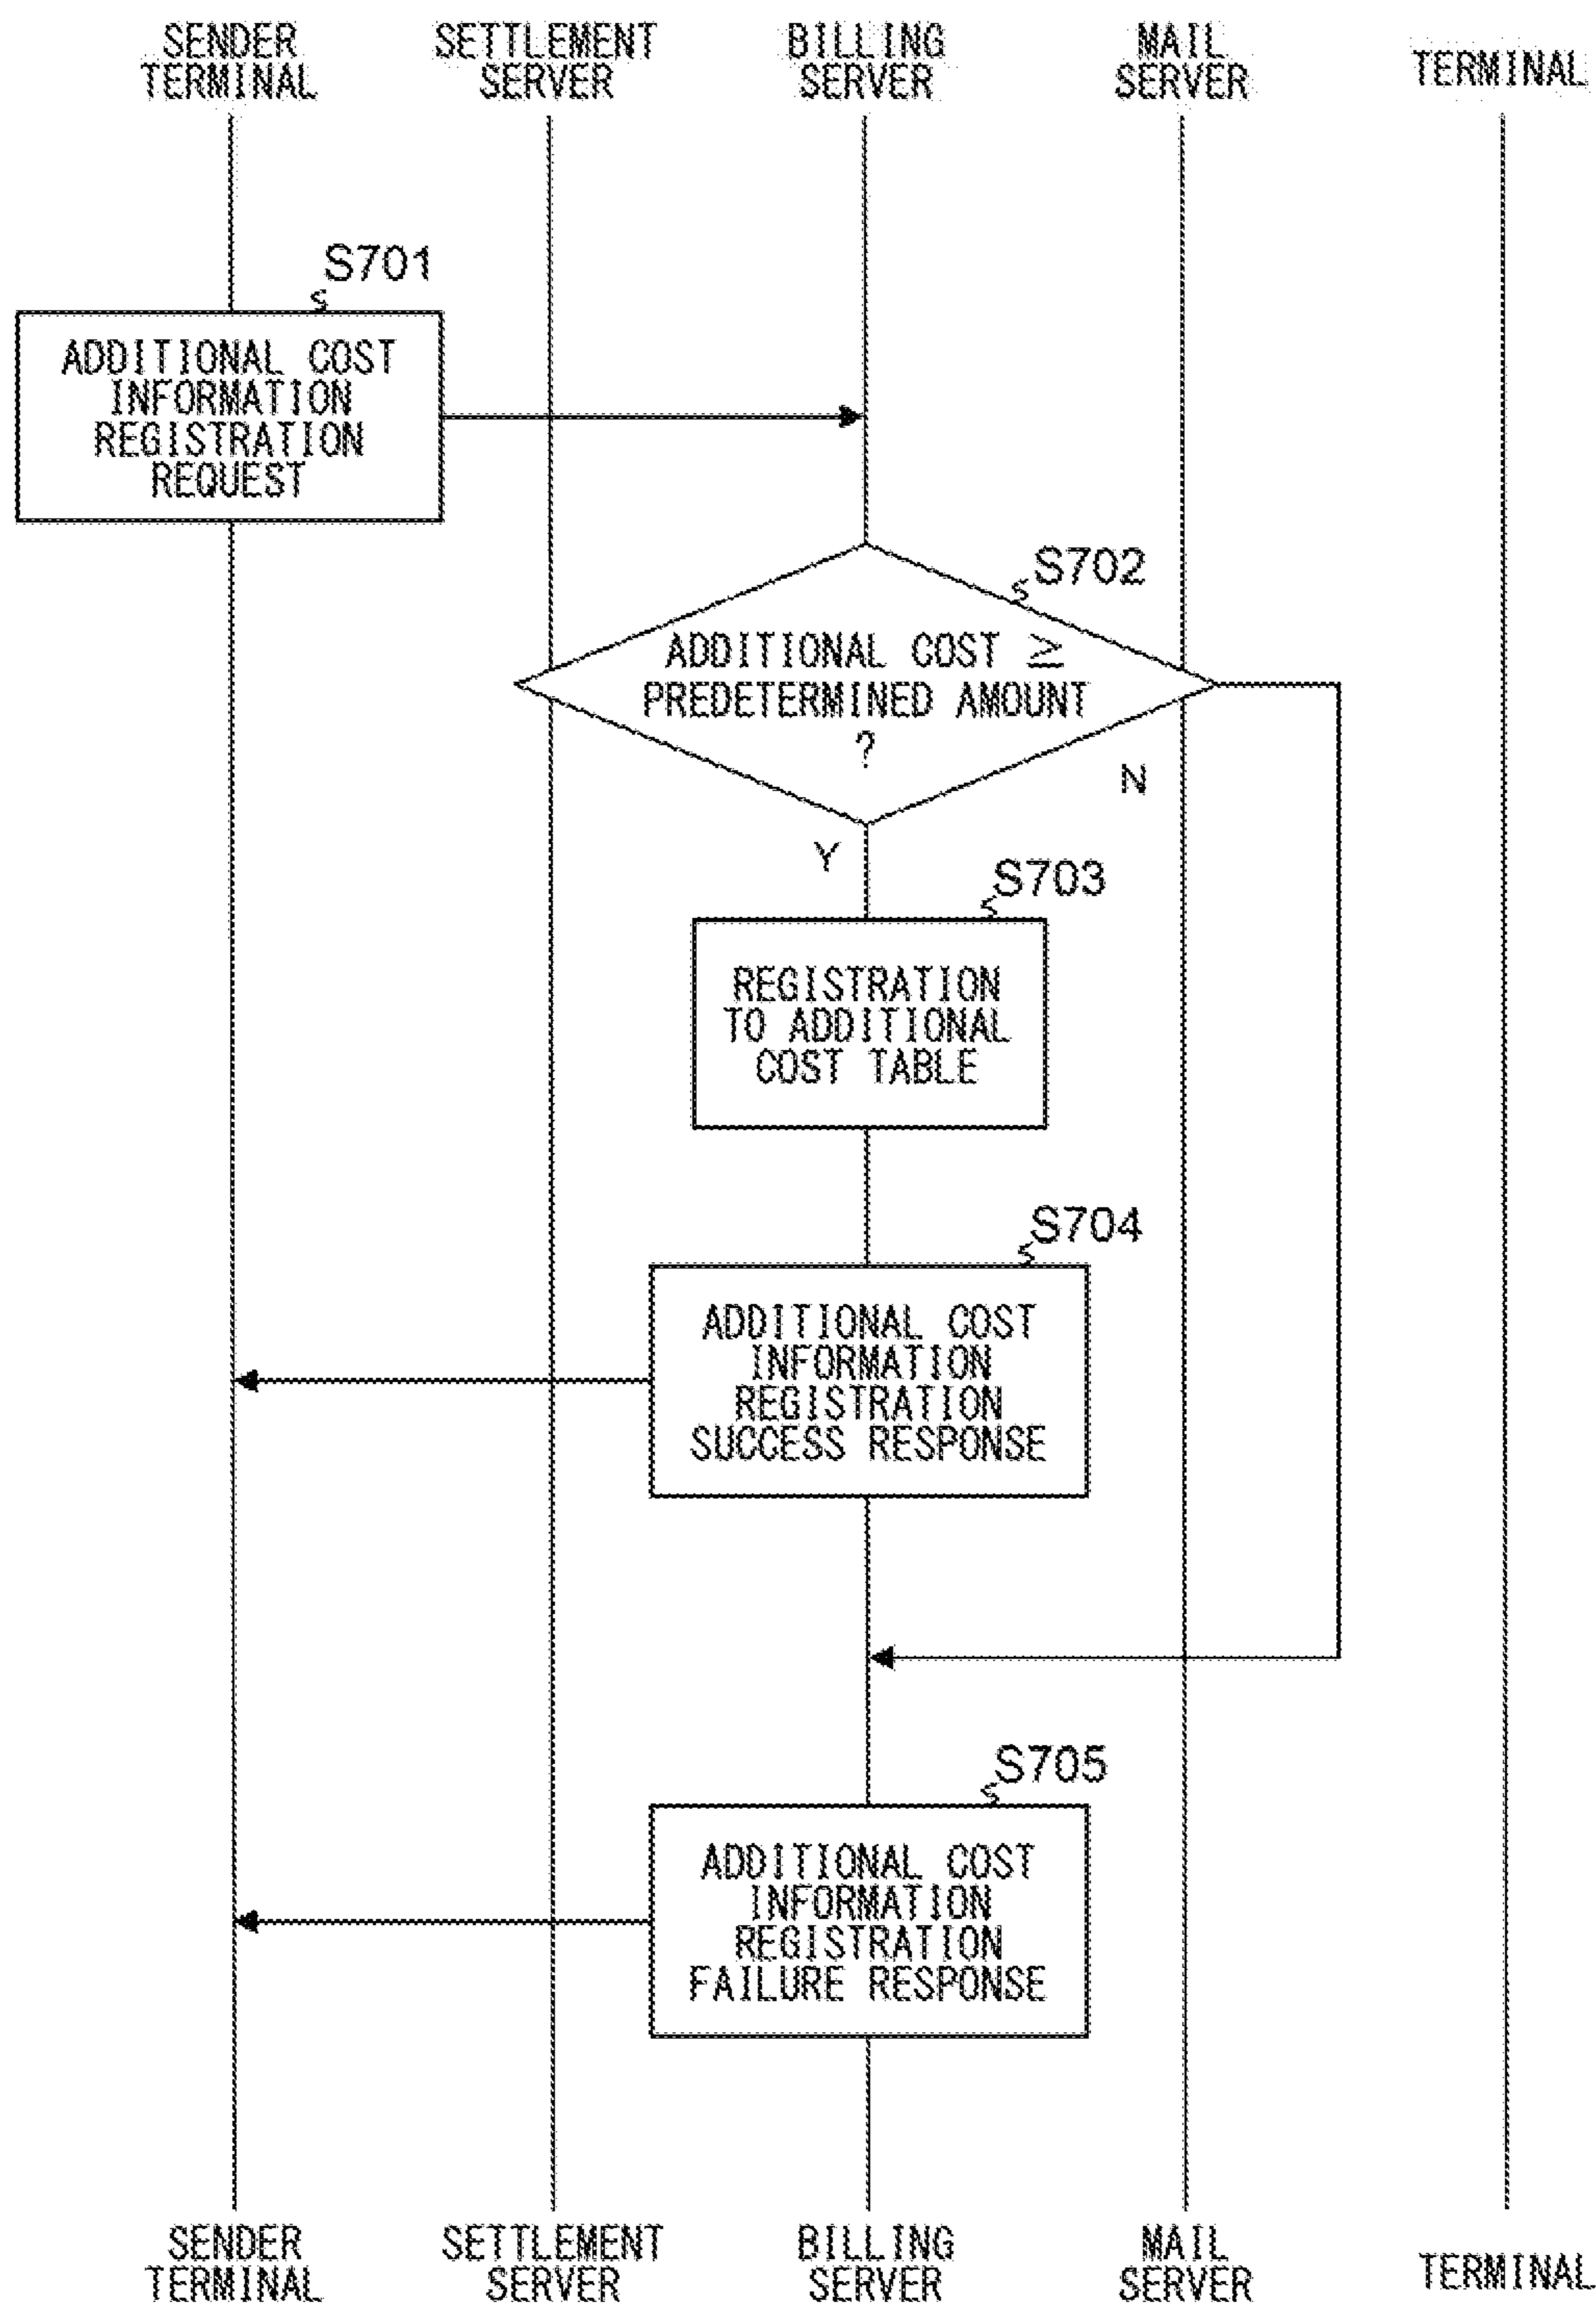 SENDER
TERMINAL
SETTLEMENT
SERVER
BILLING
SERVER
MAIL
SERVER
TERMINAL
S701
ADDITIONAL COST
INFORMATION
REGISTRATION
REQUEST
S702
ADDITIONAL COST ≧
PREDETERMINED AMOUNT
?
N
Y
S703
REGISTRATION
TO ADDITIONAL
COST TABLE
S704
ADDITIONAL COST
INFORMATION
REGISTRATION
SUCCESS RESPONSE
S705
ADDITIONAL COST
INFORMATION
REGISTRATION
FAILURE RESPONSE
SENDER
TERMINAL
SETTLEMENT
SERVER
BILLING
SERVER
MAIL
SERVER
TERMINAL